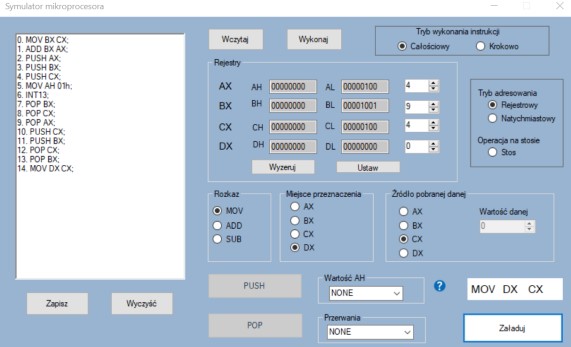 Symulator mikroprocesora
0. MOV BX CX;
1. ADD BX AX;
2. PUSH AX;
3. PUSH BX;
4. PUSH CX;
5. MOV AH 01h;
6. INT13;
7. POP BX;
8. POP CX;
9. POP AX;
10. PUSH CX;
11. PUSH BX;
12. POP CX;
13. POP BX;
14. MOV DX CX;
Zapisz Wyczyść
Wczytaj Wykonaj
Tryb wykonania instrukcji
Całościowy Krokowo
Rejestry
AX AH 00000000 AL 00000100 4
BX BH 00000000 BL 00001001 9
CX CH 00000000 CL 00000100 4
DX DH 00000000 DL 00000000 0
Wyzeruj Ustaw
Tryb adresowania
Rejestrowy
Natychmiastowy
Operacja na stosie
Stos
Rozkaz
MOV
ADD
SUB
Miejsce przeznaczenia
AX
BX
CX
DX
Źródło pobranej danej
AX
BX
CX
DX
Wartość danej
0
PUSH
Wartość AH
NONE
?
MOV DX CX
POP
Przerwania
NONE
Załaduj